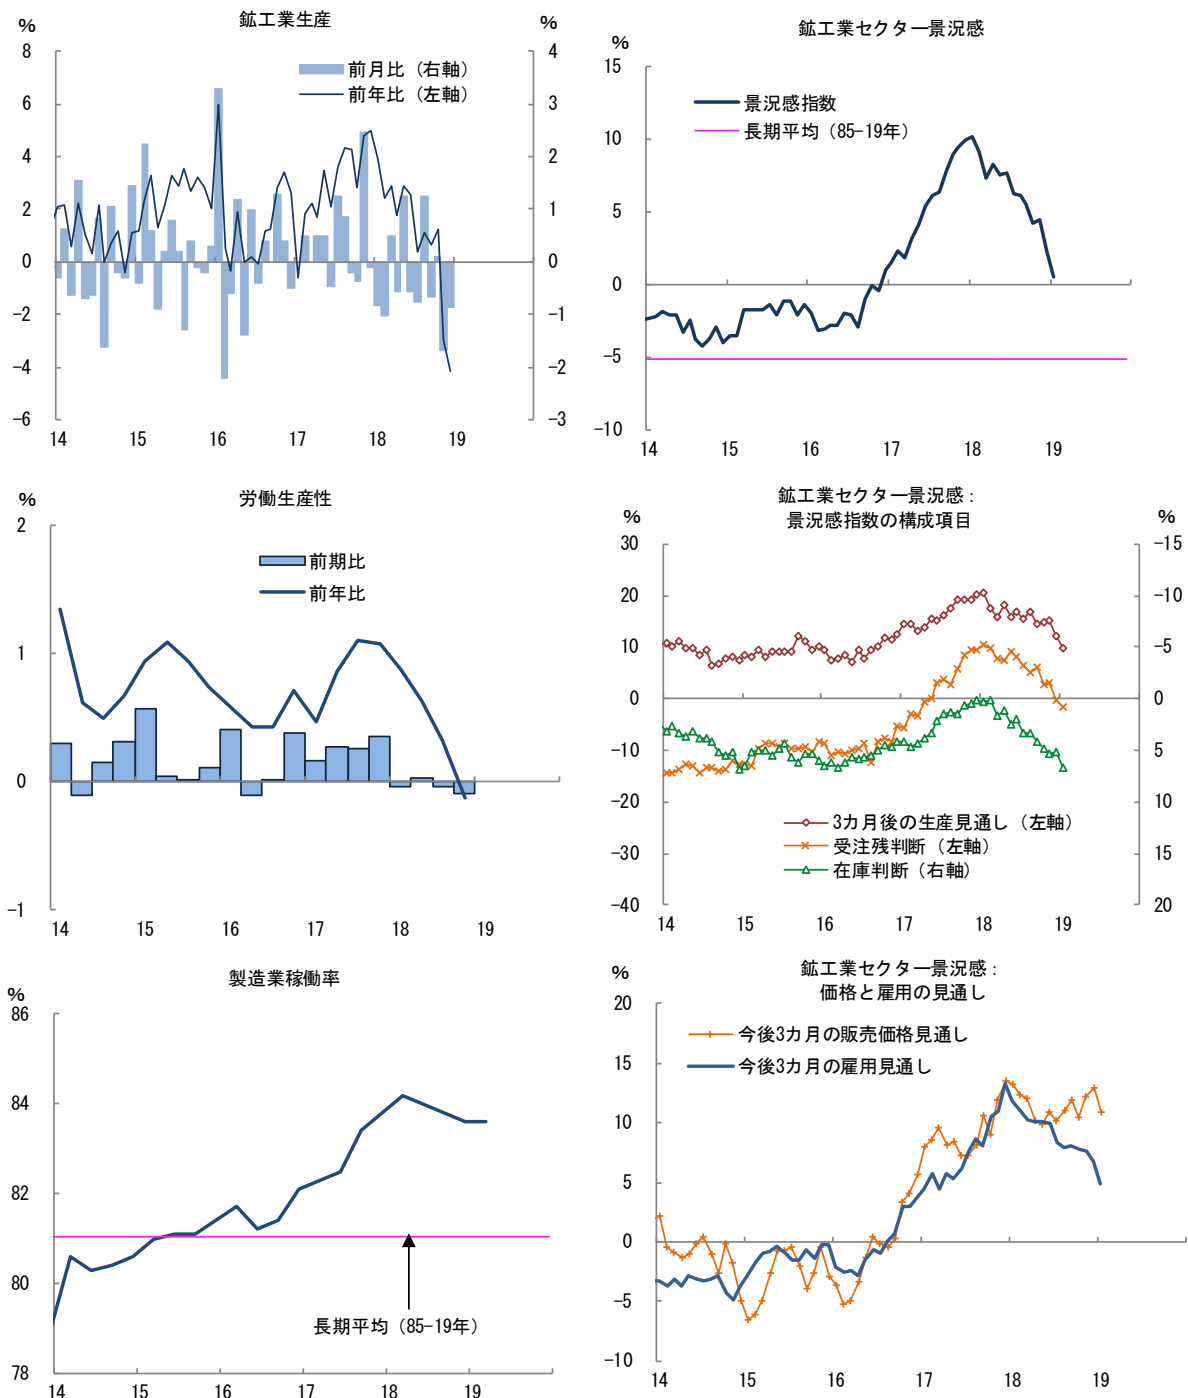 鉱工業生産
%
%
前月比（右軸）
前年比（左軸）
8
6
4
2
0
-2
-4
-6
4
3
2
1
0
-1
-2
-3
14 15 16 17 18 19
鉱工業セクター景況感
%
景況感指数
長期平均（85-19年）
15
10
5
0
-5
-10
14 15 16 17 18 19
労働生産性
%
前期比
前年比
2
1
0
-1
14 15 16 17 18 19
鉱工業セクター景況感：
景況感指数の構成項目
%
%
30
20
10
0
-10
-20
-30
-40
-15
-10
-5
0
5
10
15
20
3カ月後の生産見通し（左軸）
受注残判断（左軸）
在庫判断（右軸）
14 15 16 17 18 19
製造業稼働率
%
86
84
82
80
78
長期平均（85-19年）
14 15 16 17 18 19
鉱工業セクター景況感：
価格と雇用の見通し
%
今後3カ月の販売価格見通し
今後3カ月の雇用見通し
20
15
10
5
0
-5
-10
14 15 16 17 18 19